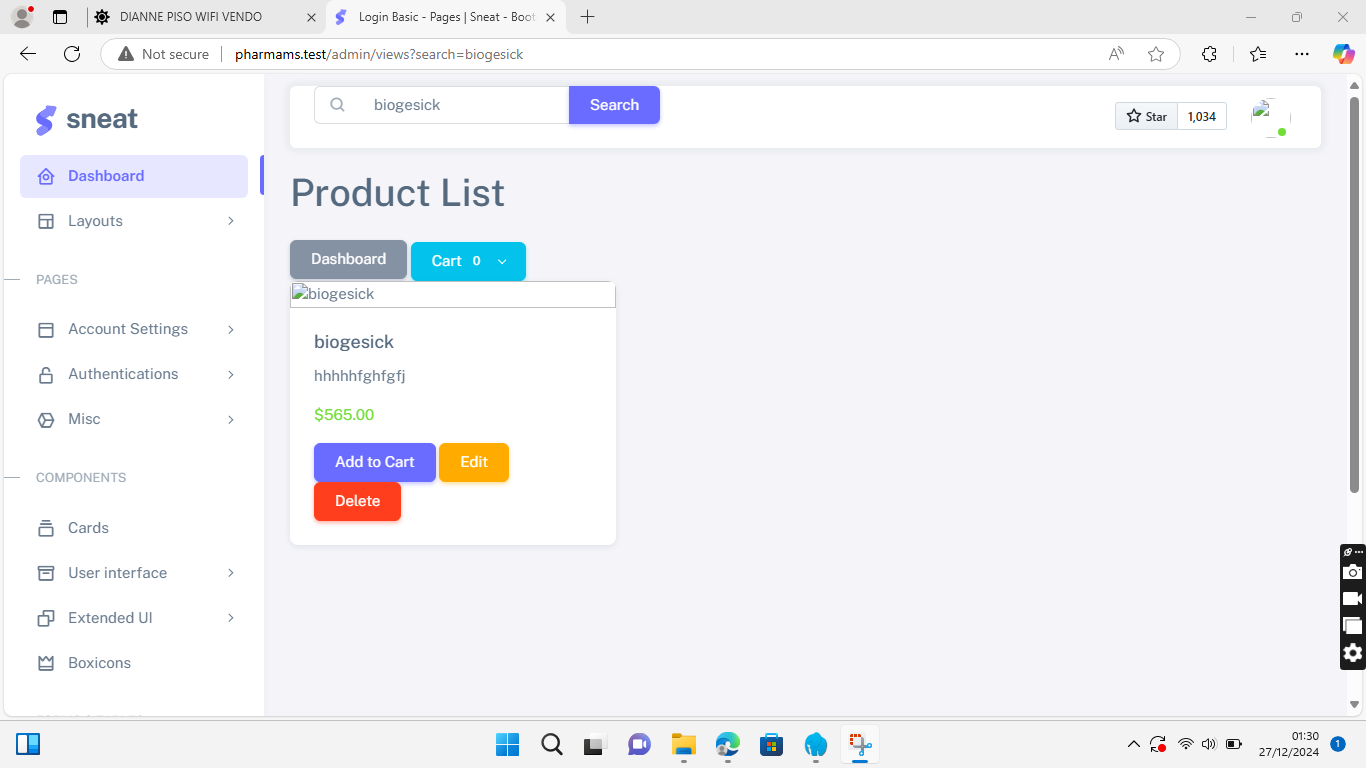 DIANNE PISO WIFI VENDO
Login Basic - Pages | Sneat - Boot
Not secure
pharmams.test/admin/views?search=biogesick
sneat
Dashboard
Layouts
PAGES
Account Settings
Authentications
Misc
COMPONENTS
Cards
User interface
Extended UI
Boxicons
biogesick
Search
Star
1,034
Product List
Dashboard
Cart 0
biogesick
biogesick
hhhhhfghfgfj
$565.00
Add to Cart
Edit
Delete
01:30
27/12/2024
1